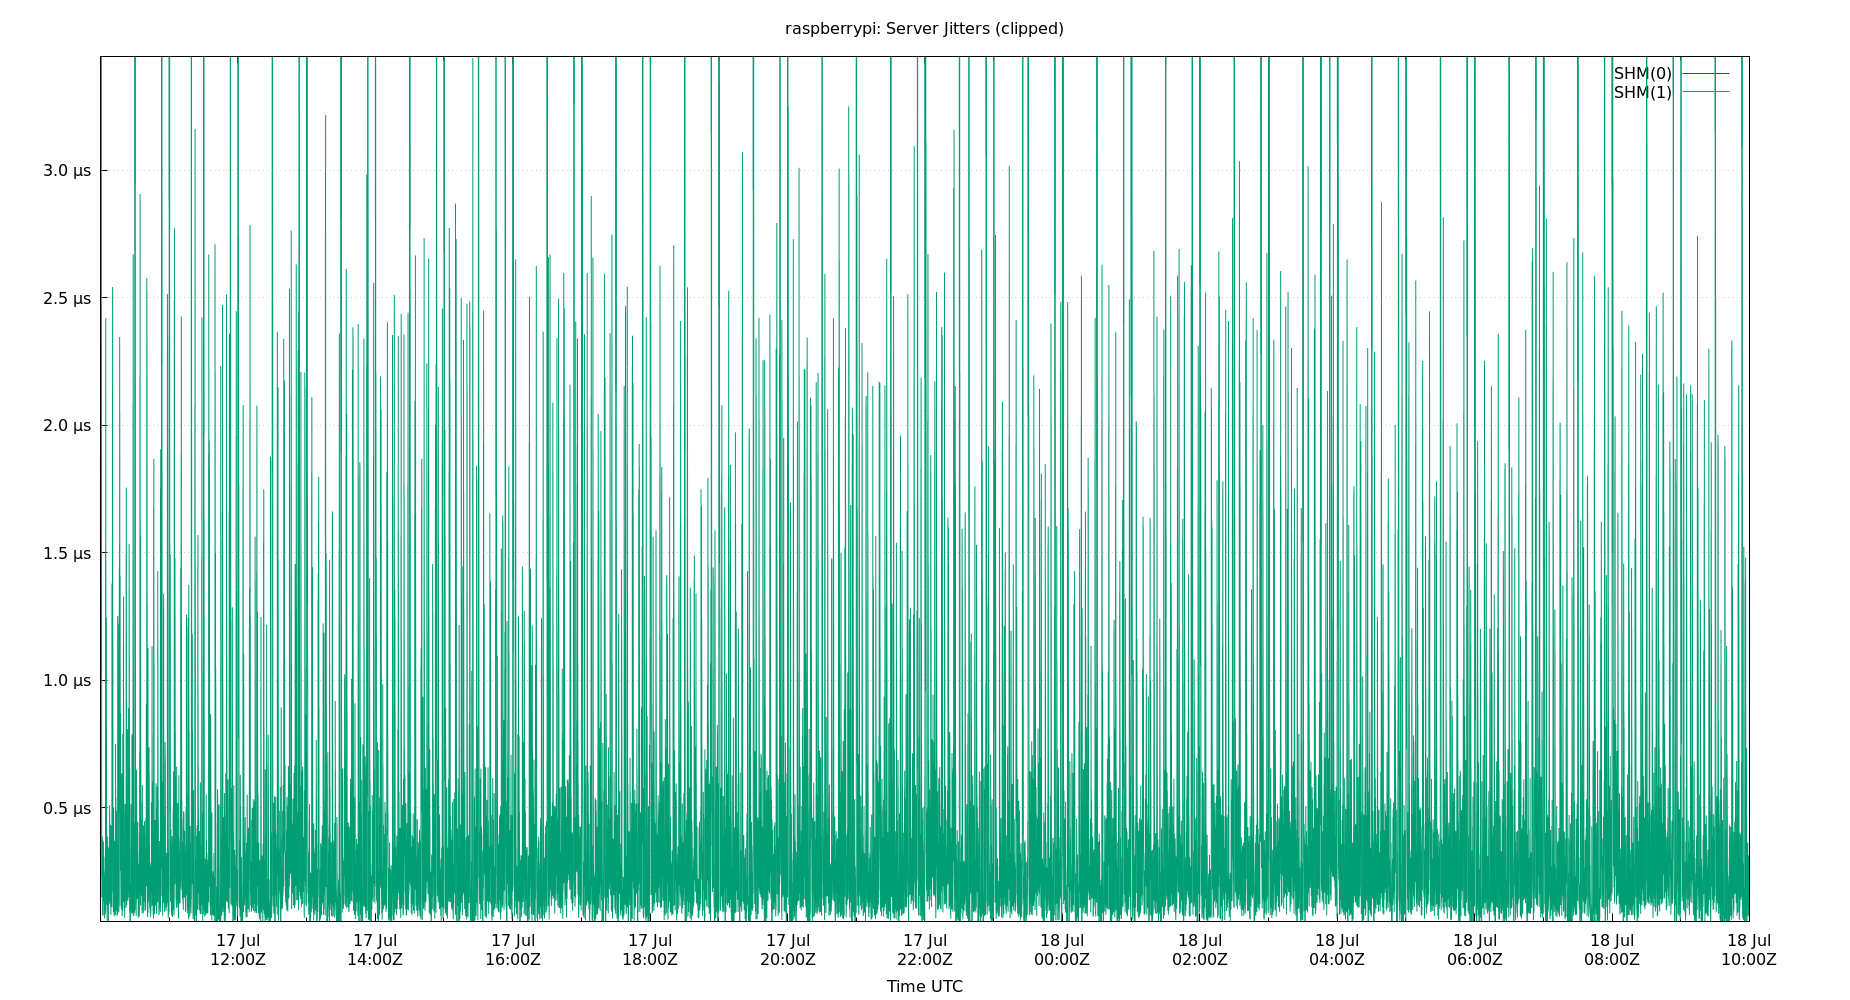 raspberrypi: Server Jitters (clipped)
SHM(0)
SHM(1)
3.0 µs
2.5 µs
2.0 µs
1.5 µs
1.0 µs
0.5 µs
17 Jul 17 Jul 17 Jul 17 Jul 17 Jul 17 Jul 18 Jul 18 Jul 18 Jul 18 Jul 18 Jul 18 Jul
12:00Z 14:00Z 16:00Z 18:00Z 20:00Z 22:00Z 00:00Z 02:00Z 04:00Z 06:00Z 08:00Z 10:00Z
Time UTC